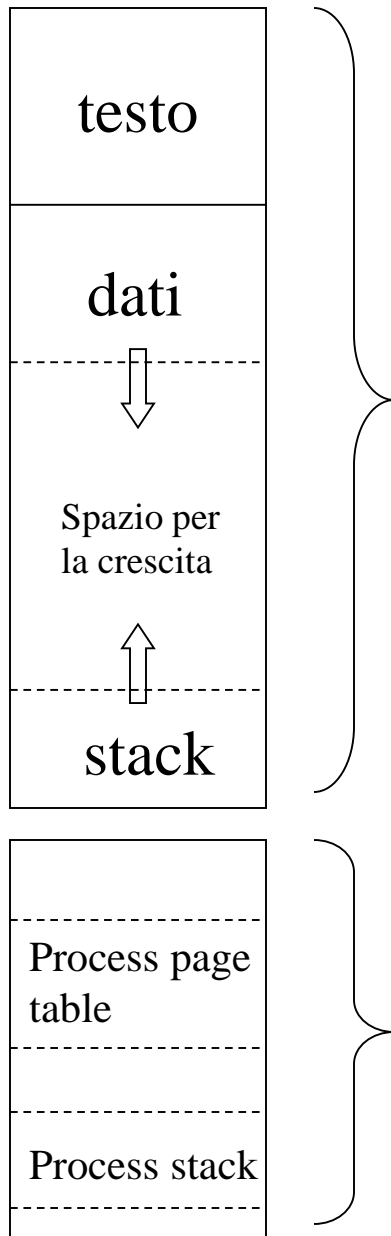 testo
dati
Spazio per
la crescita
stack
Process page
table
Process stack